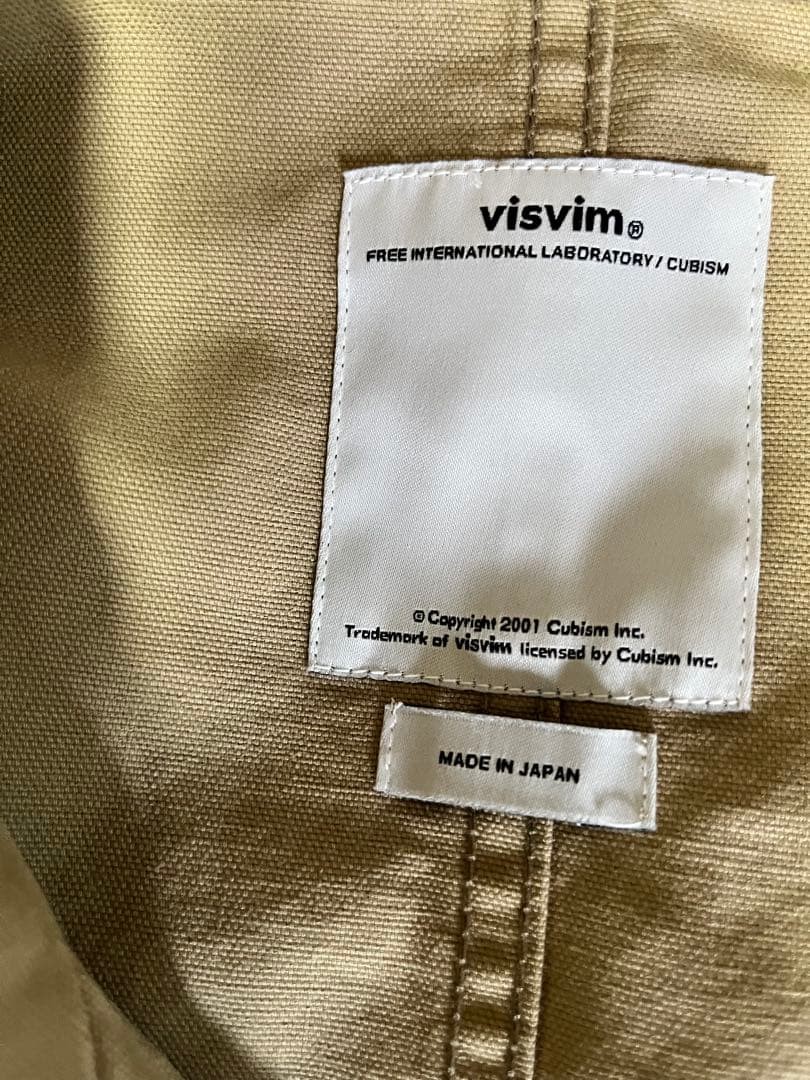 visvim®
FREE INTERNATIONAL LABORATORY / CUBISM
© Copyright 2001 Cubism Inc.
Trademark of visvim licensed by Cubism Inc.
MADE IN JAPAN